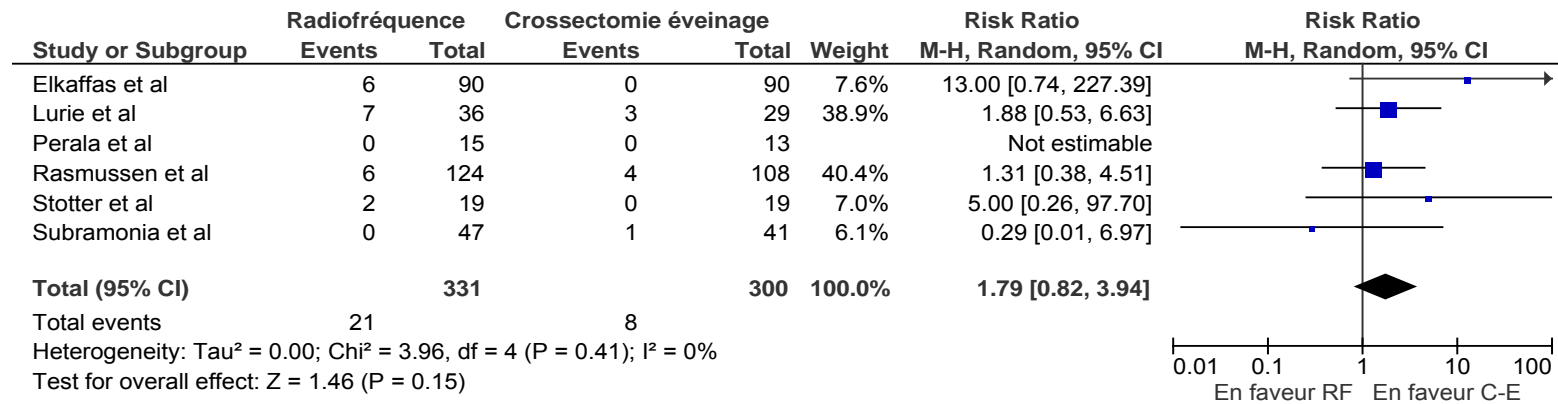 Radiofréquence Crossectomie éveinage Risk Ratio Risk Ratio
Study or Subgroup Events Total Events Total Weight M-H, Random, 95% CI M-H, Random, 95% CI
Elkaffas et al 6 90 0 90 7.6% 13.00 [0.74, 227.39]
Lurie et al 7 36 3 29 38.9% 1.88 [0.53, 6.63]
Perala et al 0 15 0 13 Not estimable
Rasmussen et al 6 124 4 108 40.4% 1.31 [0.38, 4.51]
Stotter et al 2 19 0 19 7.0% 5.00 [0.26, 97.70]
Subramonia et al 0 47 1 41 6.1% 0.29 [0.01, 6.97]
Total (95% CI) 331 300 100.0% 1.79 [0.82, 3.94]
Total events 21 8
Heterogeneity: Tau² = 0.00; Chi² = 3.96, df = 4 (P = 0.41); I² = 0%
Test for overall effect: Z = 1.46 (P = 0.15)
0.01 0.1 1 10 100
En faveur RF En faveur C-E